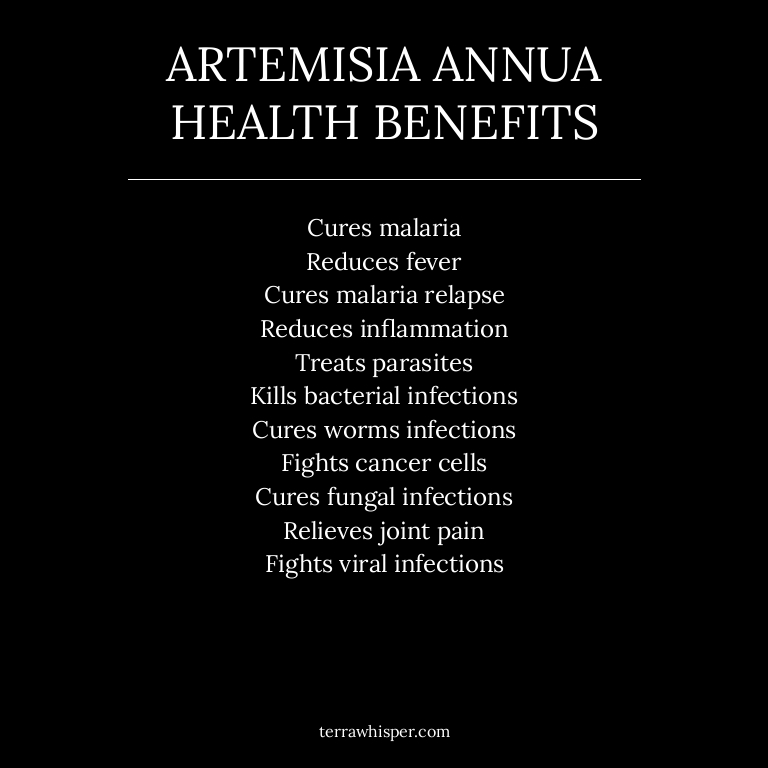 ARTEMISIA ANNUA
HEALTH BENEFITS
Cures malaria
Reduces fever
Cures malaria relapse
Reduces inflammation
Treats parasites
Kills bacterial infections
Cures worms infections
Fights cancer cells
Cures fungal infections
Relieves joint pain
Fights viral infections
terrawhisper.com